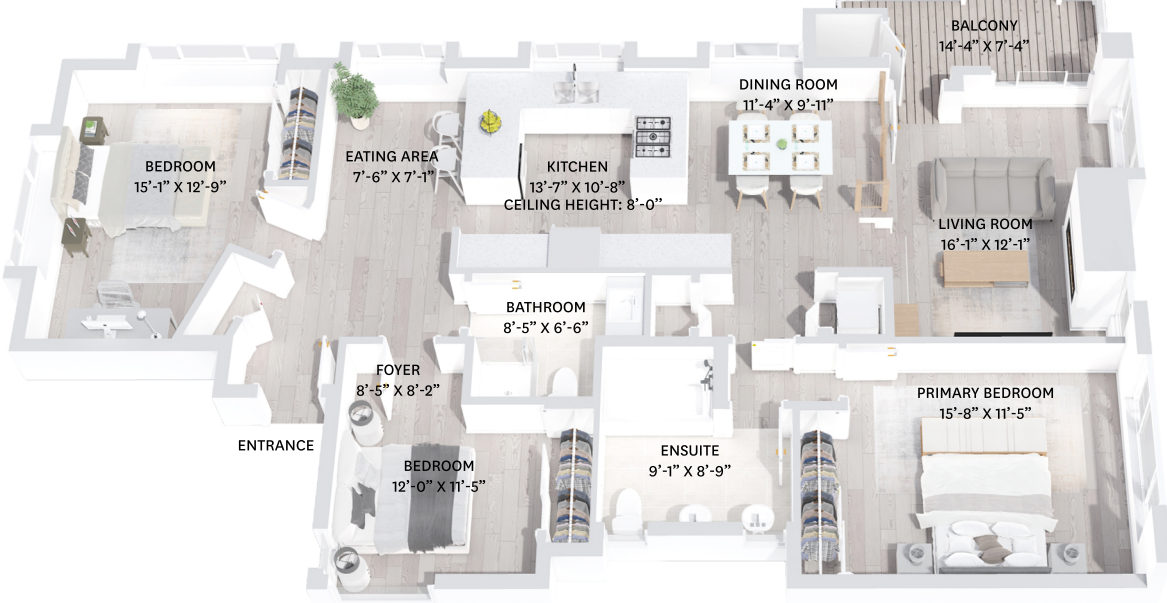 BALCONY
14’-4” X 7’-4”
DINING ROOM
11’-4” X 9’-11”
BEDROOM
15’-1” X 12’-9”
EATING AREA
7’-6” X 7’-1”
KITCHEN
13’-7” X 10’-8”
CEILING HEIGHT: 8’-0”
LIVING ROOM
16’-1” X 12’-1”
BATHROOM
8’-5” X 6’-6”
FOYER
8’-5” X 8’-2”
PRIMARY BEDROOM
15’-8” X 11’-5”
ENTRANCE
ENSUITE
9’-1” X 8’-9”
BEDROOM
12’-0” X 11’-5”